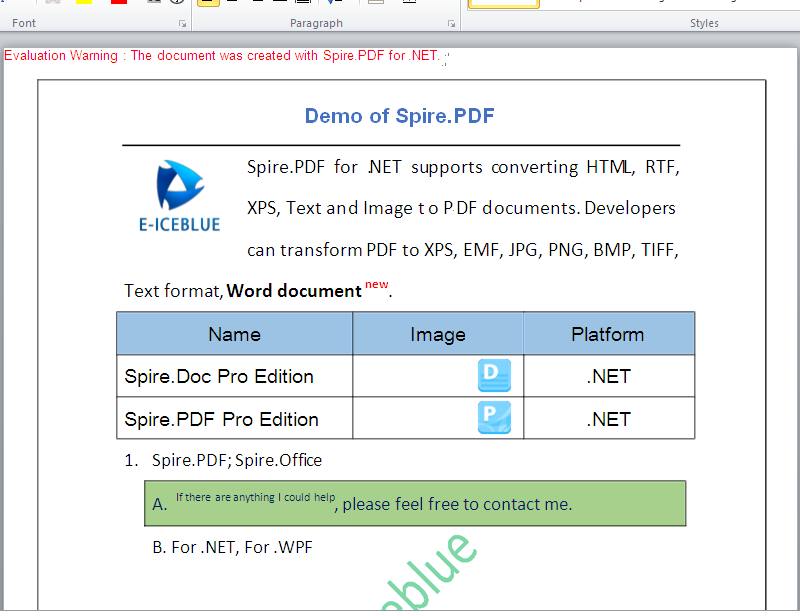 Font Paragraph Styles
Evaluation Warning : The document was created with Spire.PDF for .NET.
Demo of Spire.PDF
Spire.PDF for .NET supports converting HTML, RTF,
E-ICEBLUE
XPS, Text and Image to PDF documents. Developers
can transform PDF to XPS, EMF, JPG, PNG, BMP, TIFF,
Text format, Word document new.
Name Image Platform
Spire.Doc Pro Edition D .NET
Spire.PDF Pro Edition P .NET
1. Spire.PDF; Spire.Office
A. If there are anything I could help, please feel free to contact me.
B. For .NET, For .WPF
eblue